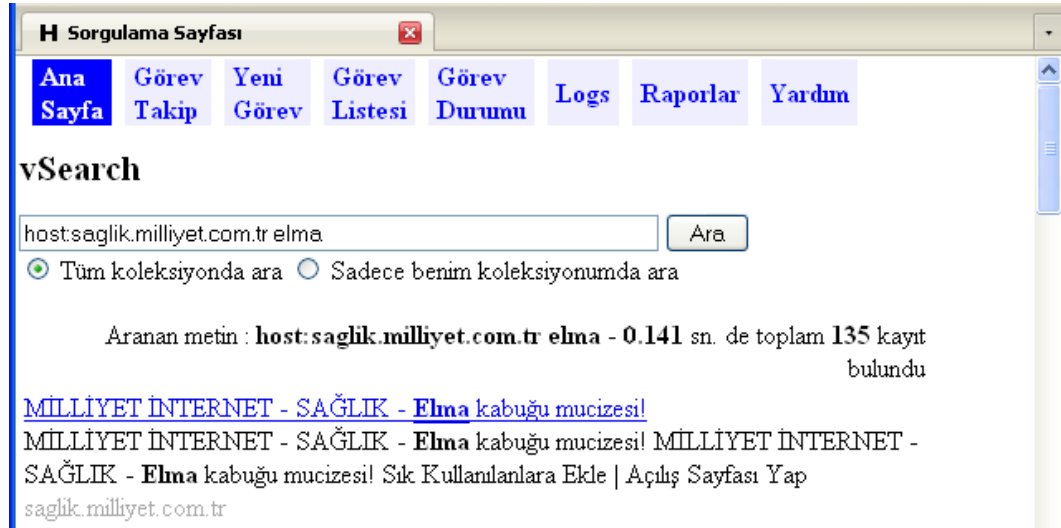 H Sorgulama Sayfası
Ana Sayfa Görev Takip Yeni Görev Görev Listesi Görev Durumu Logs Raporlar Yardım
vSearch
host:saglik.milliyet.com.tr elma Ara
Tüm koleksiyonda ara Sadece benim koleksiyonumda ara
Aranan metin : host:saglik.milliyet.com.tr elma - 0.141 sn. de toplam 135 kayıt
bulundu
MİLLİYET İNTERNET - SAĞLIK - Elma kabuğu mucizesi!
MİLLİYET İNTERNET - SAĞLIK - Elma kabuğu mucizesi! MİLLİYET İNTERNET -
SAĞLIK - Elma kabuğu mucizesi! Sık Kullanılanlara Ekle | Açılış Sayfası Yap
saglik.milliyet.com.tr